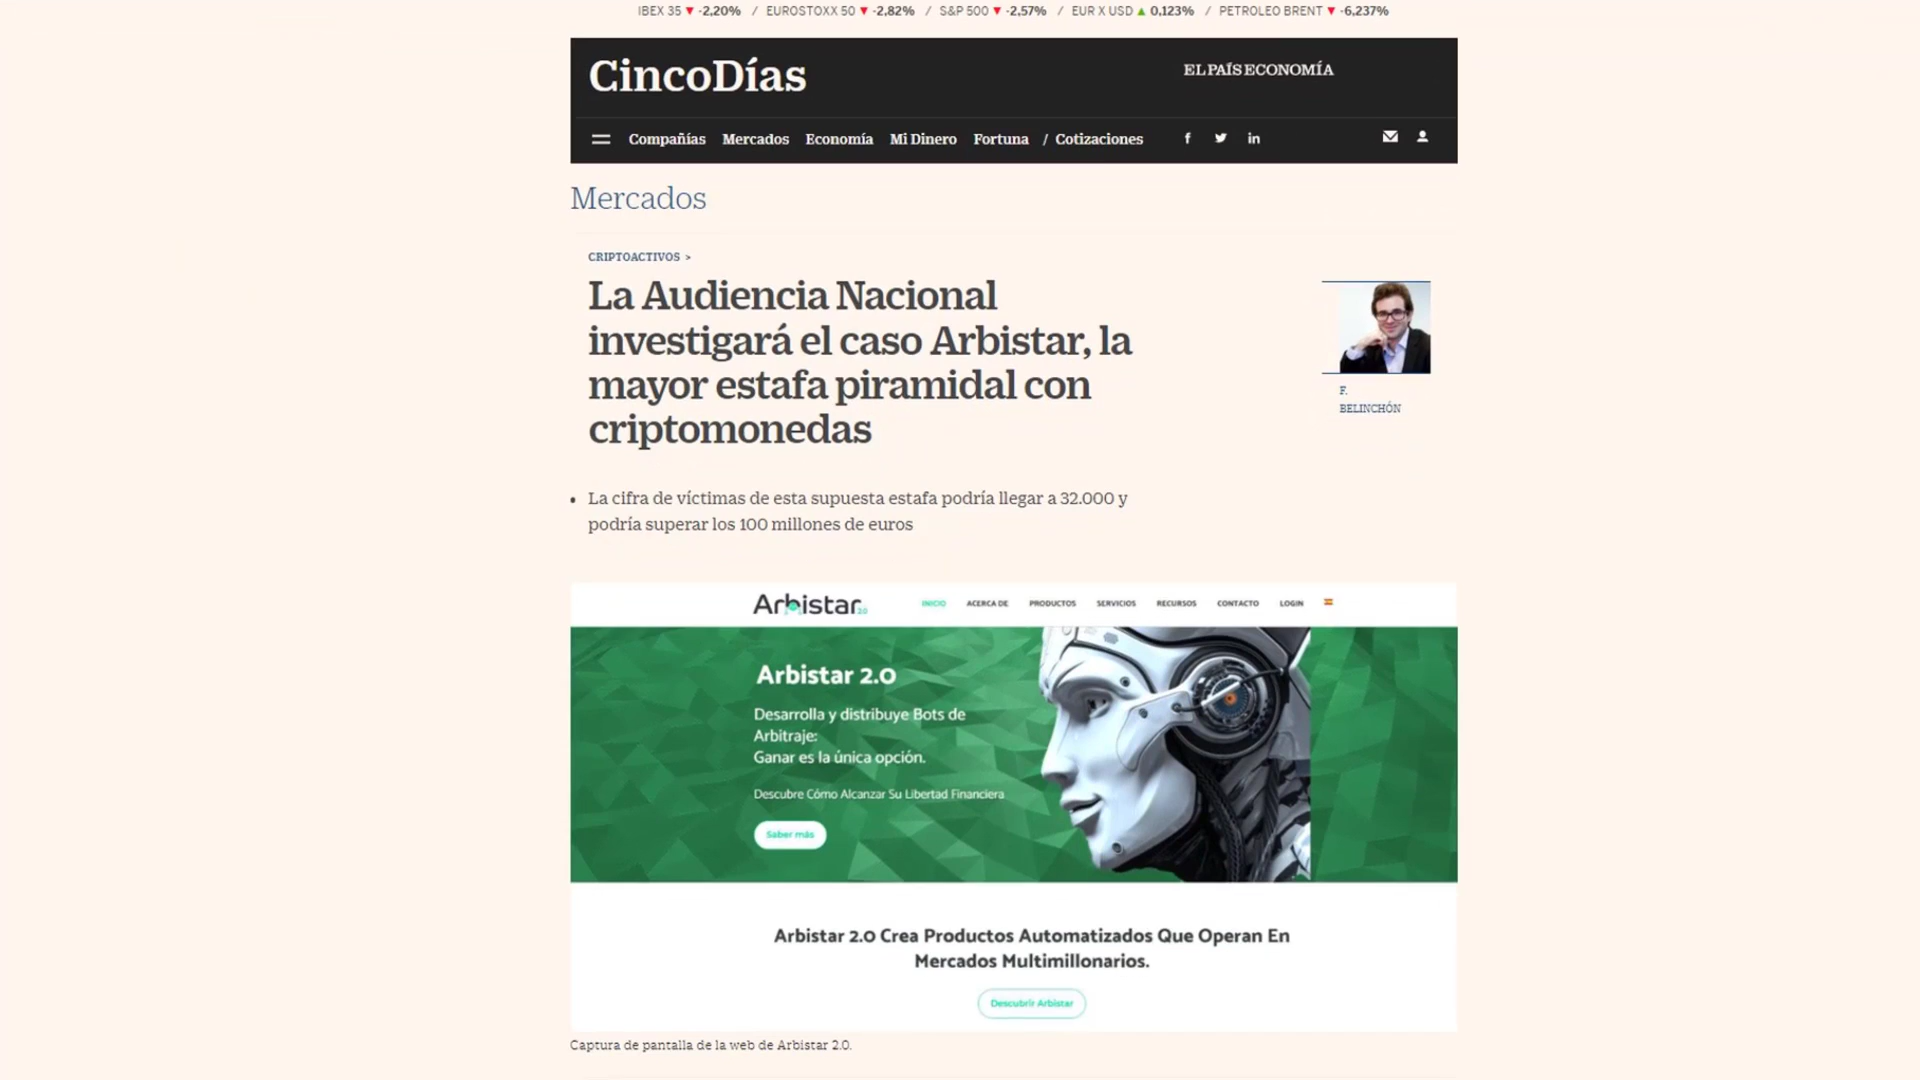 IBEX 35 ▼ -2,20% / EUROSTOXX 50 ▼ -2,82% / S&P 500 ▼ -2,57% / EUR X USD ▲ 0,123% / PETROLEO BRENT ▼ -6,237%
CincoDías
EL PAÍS ECONOMÍA
Compañías Mercados Economía Mi Dinero Fortuna / Cotizaciones
Mercados
CRIPTOACTIVOS >
La Audiencia Nacional
investigará el caso Arbistar, la
mayor estafa piramidal con
criptomonedas
F.
BELINCHÓN
• La cifra de víctimas de esta supuesta estafa podría llegar a 32.000 y
podría superar los 100 millones de euros
Arbistar 2.0 INICIO ACERCA DE PRODUCTOS SERVICIOS RECURSOS CONTACTO LOGIN
Arbistar 2.0
Desarrolla y distribuye Bots de
Arbitraje:
Ganar es la única opción.
Descubre Cómo Alcanzar Su Libertad Financiera
Saber más
Arbistar 2.0 Crea Productos Automatizados Que Operan En
Mercados Multimillonarios.
Descubrir Arbistar
Captura de pantalla de la web de Arbistar 2.0.